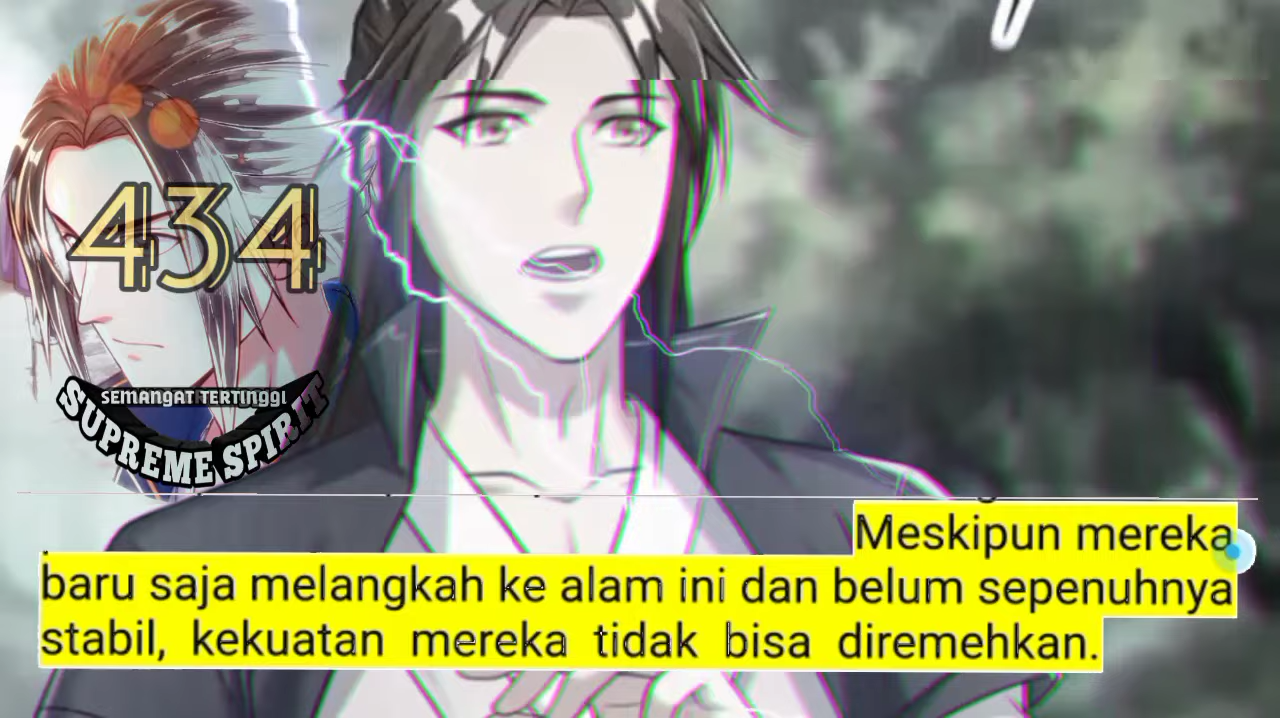 434
SEMANGAT TERTINGGI
SUPREME SPIRIT
Meskipun mereka
baru saja melangkah ke alam ini dan belum sepenuhnya
stabil, kekuatan mereka tidak bisa diremehkan.